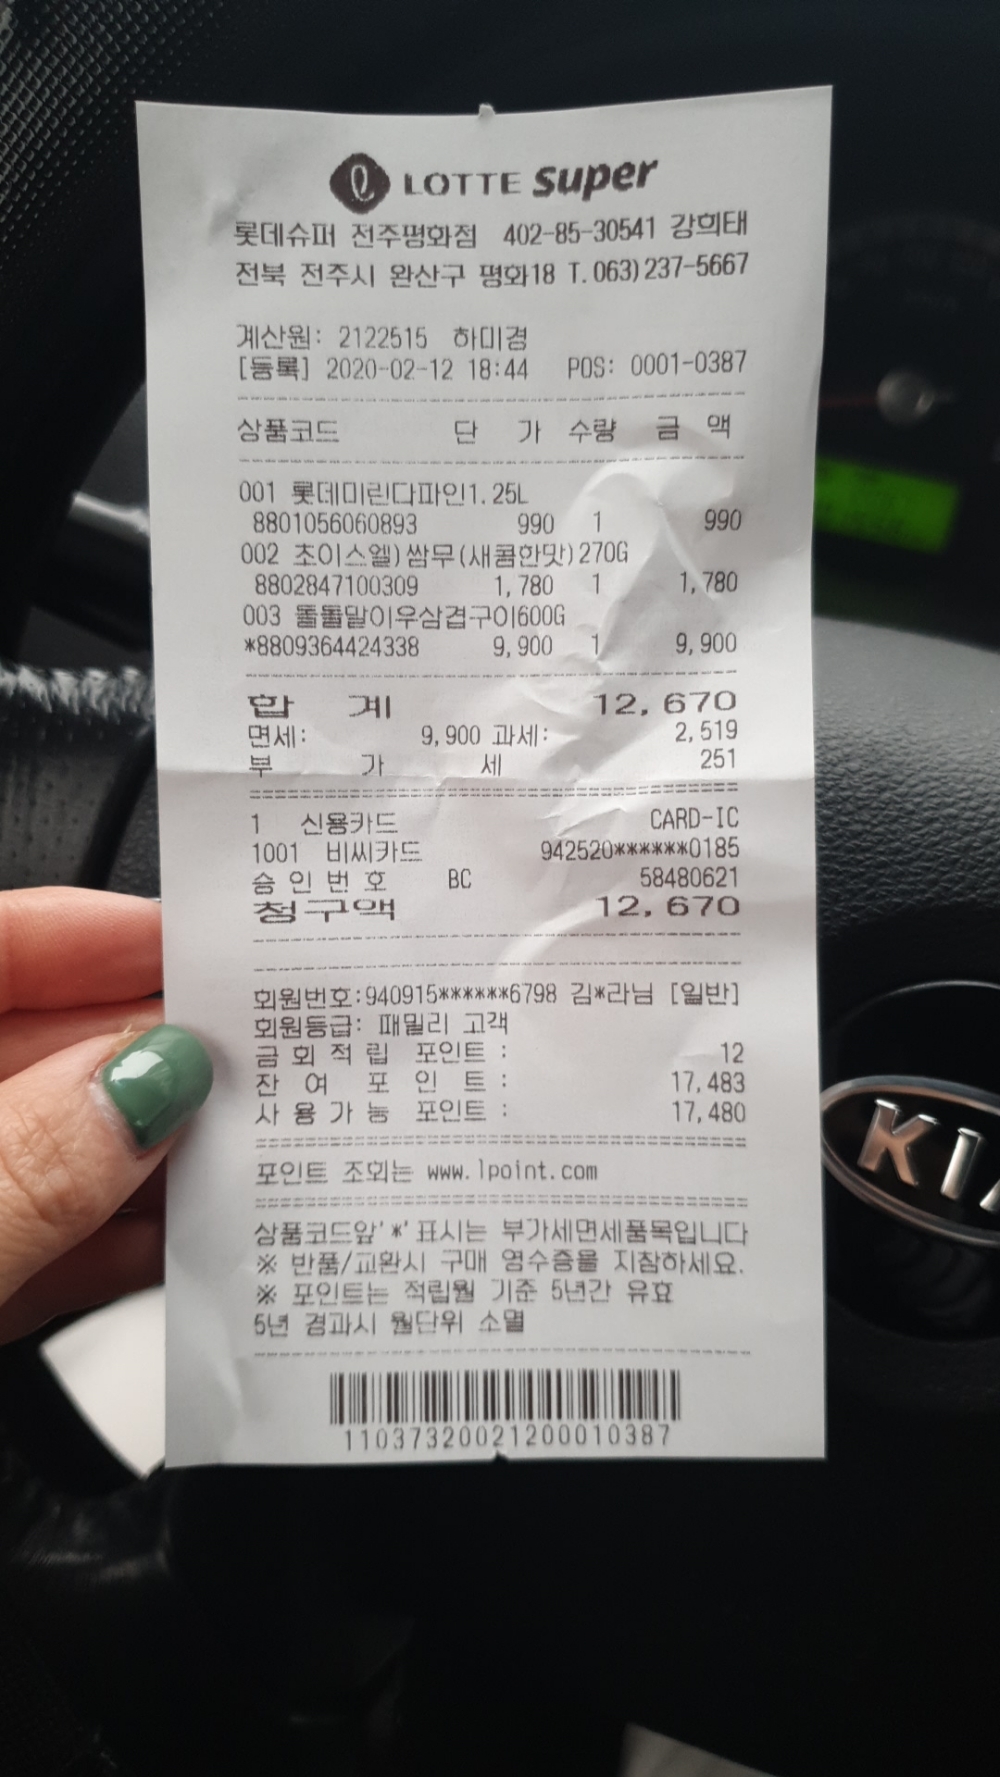 LOTTE super
롯데슈퍼 전주평화점 402-85-30541 강희태
전북 전주시 완산구 평화18 T.063)237-5667
계산원: 2122515 하미경
[등록] 2020-02-12 18:44 POS: 0001-0387
상품코드 단 가 수량 금 액
001 롯데미린다파인1.25L
8801056060893 990 1 990
002 초이스엘)쌈무(새콤한맛)270G
8802847100309 1,780 1 1,780
003 돌돌말이우삼겹구이600G
*8809364424338 9,900 1 9,900
합 계 12,670
면세: 9,900 과세: 2,519
부 가 세 251
1 신용카드 CARD-IC
1001 비씨카드 942520******0185
승 인 번 호 BC 58480621
청구액 12,670
회원번호:940915******6798 김*라님 [일반]
회원등급: 패밀리 고객
금 회 적 립 포인트 : 12
잔 여 포 인 트 : 17,483
사 용 가 능 포인트 : 17,480
포인트 조회는 www.lpoint.com
상품코드앞'*' 표시는 부가세면세품목입니다
※ 반품/교환시 구매 영수증을 지참하세요.
※ 포인트는 적립월 기준 5년간 유효
5년 경과시 월단위 소멸
11037320021200010387
KI